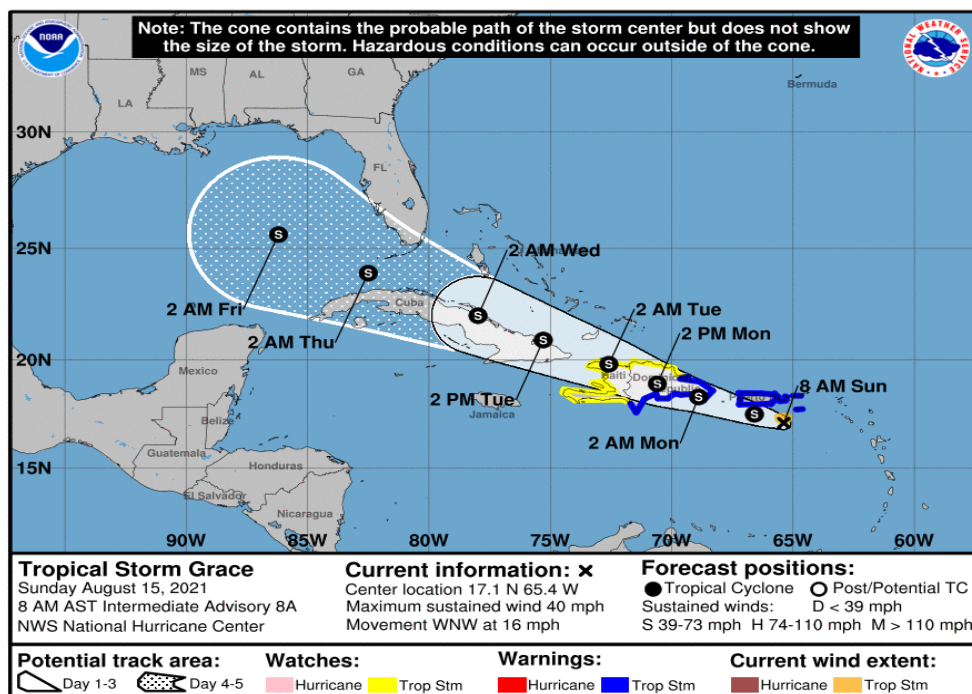 Note: The cone contains the probable path of the storm center but does not show
the size of the storm. Hazardous conditions can occur outside of the cone.
NOAA
NATIONAL WEATHER SERVICE
MS
AL
GA
LA
Bermuda
30N
FL
25N
2 AM Wed
2 AM Fri
Cuba
2 AM Tue
2 AM Thu
2 PM Mon
20N
Mexico
8 AM Sun
2 PM Tue
Jamaica
Belize
2 AM Mon
Guatemala
15N
Honduras
El Salvador
Nicaragua
90W 85W 80W 75W 70W 65W 60W
Tropical Storm Grace
Sunday August 15, 2021
8 AM AST Intermediate Advisory 8A
NWS National Hurricane Center
Current information: ×
Center location 17.1 N 65.4 W
Maximum sustained wind 40 mph
Movement WNW at 16 mph
Forecast positions:
Tropical Cyclone Post/Potential TC
Sustained winds: D < 39 mph
S 39-73 mph H 74-110 mph M > 110 mph
Potential track area:
Day 1-3 Day 4-5
Watches:
Hurricane Trop Stm
Warnings:
Hurricane Trop Stm
Current wind extent:
Hurricane Trop Stm